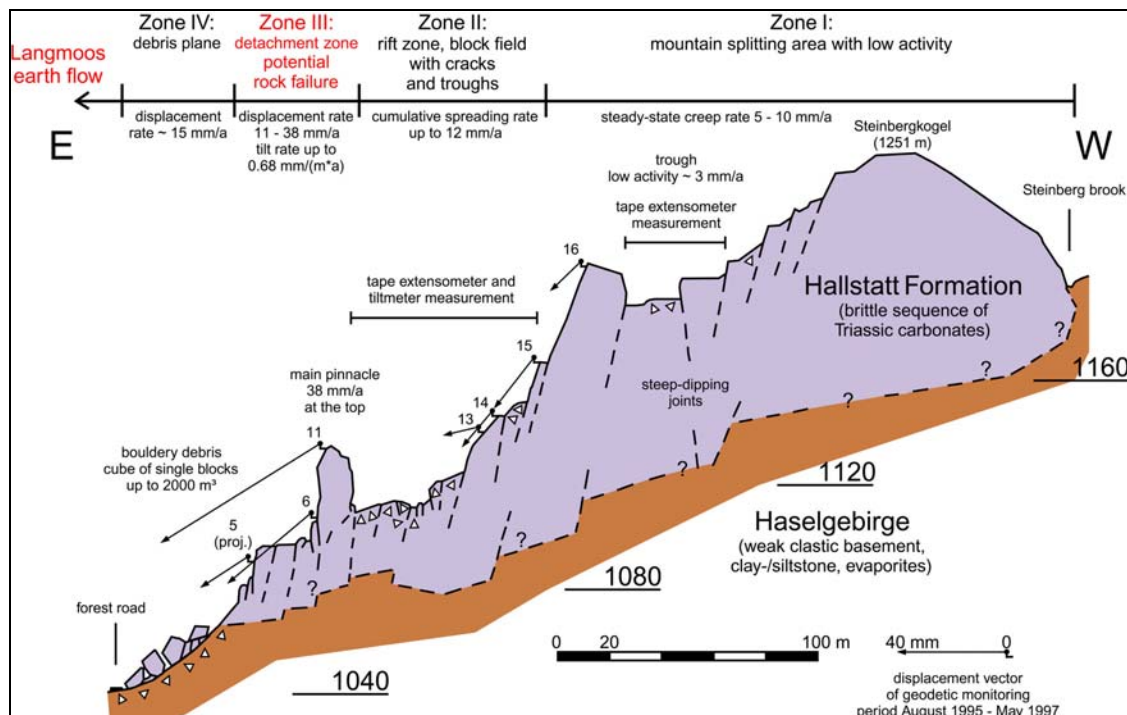 Langmoos
earth flow
Zone IV:
debris plane
Zone III:
detachment zone
potential
rock failure
Zone II:
rift zone, block field
with cracks
and troughs
Zone I:
mountain splitting area with low activity
E
displacement
rate ~ 15 mm/a
displacement rate
11 - 38 mm/a
tilt rate up to
0.68 mm/(m*a)
cumulative spreading rate
up to 12 mm/a
steady-state creep rate 5 - 10 mm/a
W
Steinbergkogel
(1251 m)
Steinberg brook
trough
low activity ~ 3 mm/a
tape extensometer
measurement
16
tape extensometer and
tiltmeter measurement
15
14
13
main pinnacle
38 mm/a
at the top
11
bouldery debris
cube of single blocks
up to 2000 m³
6
5
(proj.)
forest road
Hallstatt Formation
(brittle sequence of
Triassic carbonates)
steep-dipping
joints
?
?
?
?
?
?
?
1160
1120
1080
1040
Haselgebirge
(weak clastic basement,
clay-/siltstone, evaporites)
0 20 100 m
40 mm 0
displacement vector
of geodetic monitoring
period August 1995 - May 1997